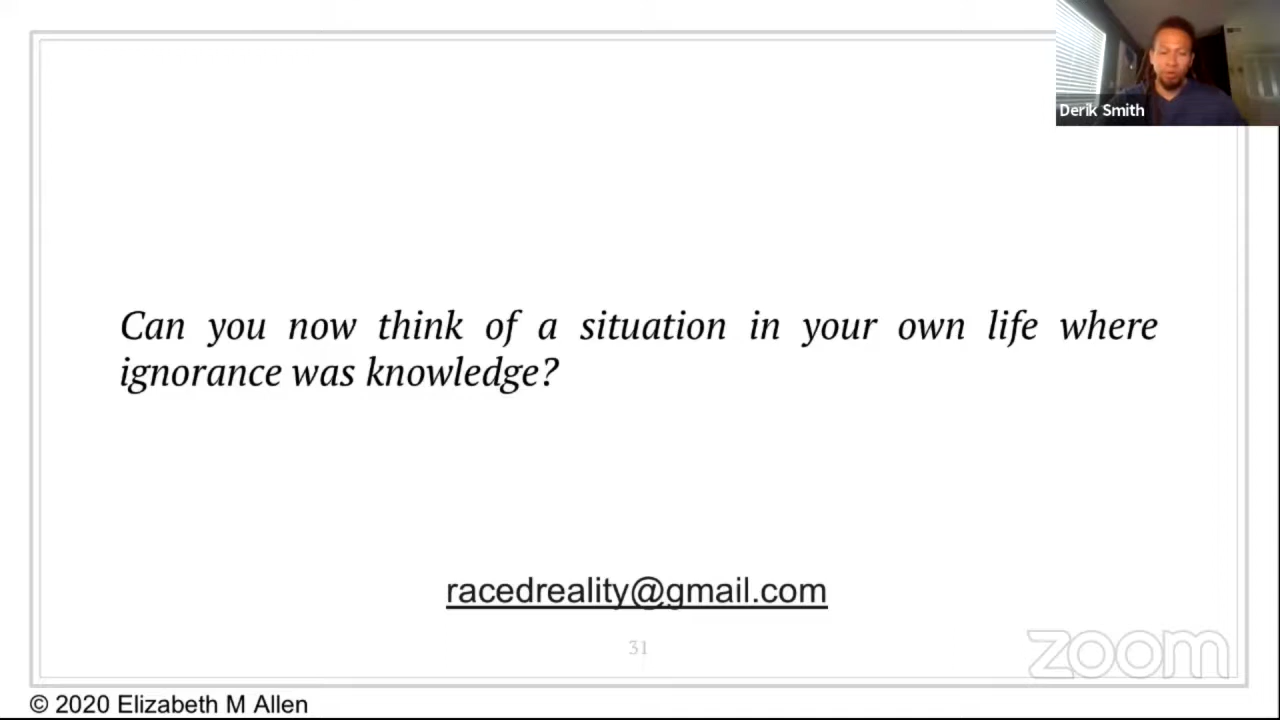 Derik Smith
Can you now think of a situation in your own life where
ignorance was knowledge?
racedreality@gmail.com
31
zoom
© 2020 Elizabeth M Allen